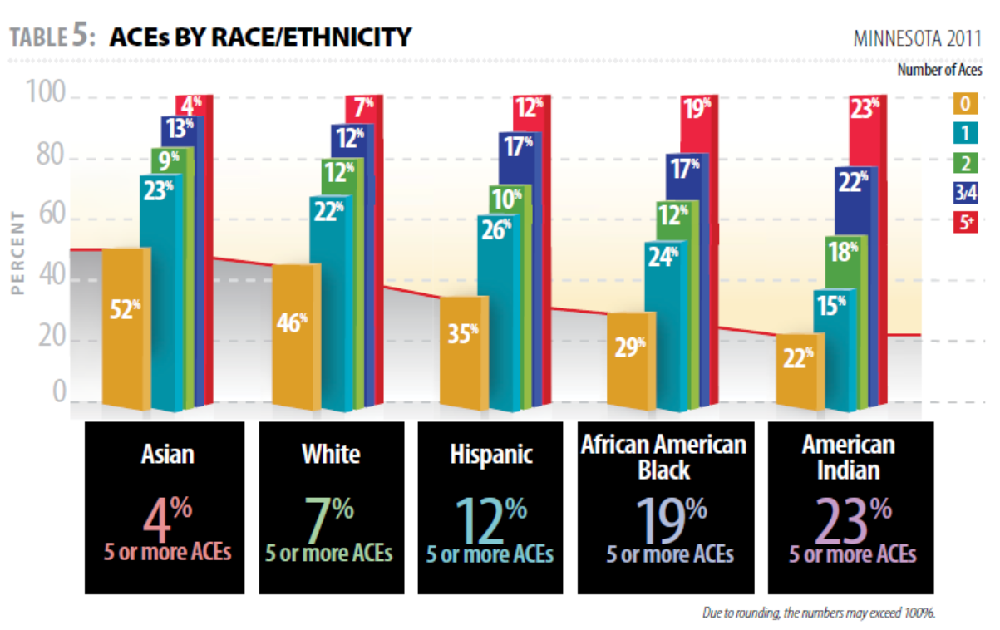 TABLE 5: ACEs BY RACE/ETHNICITY MINNESOTA 2011
Number of Aces
0
1
2
3/4
5+
PERCENT
100
80
60
40
20
0
52% 23% 9% 13% 4%
46% 22% 12% 12% 7%
35% 26% 10% 17% 12%
29% 24% 12% 17% 19%
22% 15% 18% 22% 23%
Asian
4%
5 or more ACEs
White
7%
5 or more ACEs
Hispanic
12%
5 or more ACEs
African American
Black
19%
5 or more ACEs
American
Indian
23%
5 or more ACEs
Due to rounding, the numbers may exceed 100%.